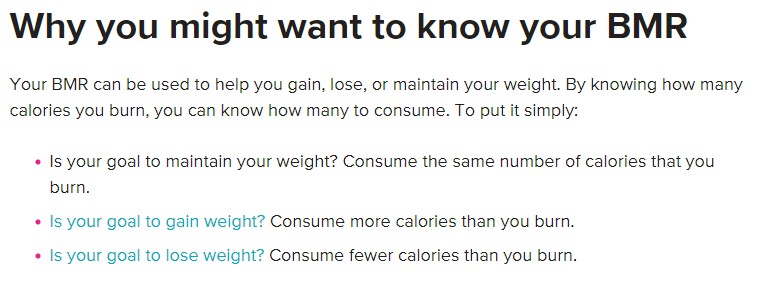 Why you might want to know your BMR
Your BMR can be used to help you gain, lose, or maintain your weight. By knowing how many
calories you burn, you can know how many to consume. To put it simply:
• Is your goal to maintain your weight? Consume the same number of calories that you
burn.
• Is your goal to gain weight? Consume more calories than you burn.
• Is your goal to lose weight? Consume fewer calories than you burn.